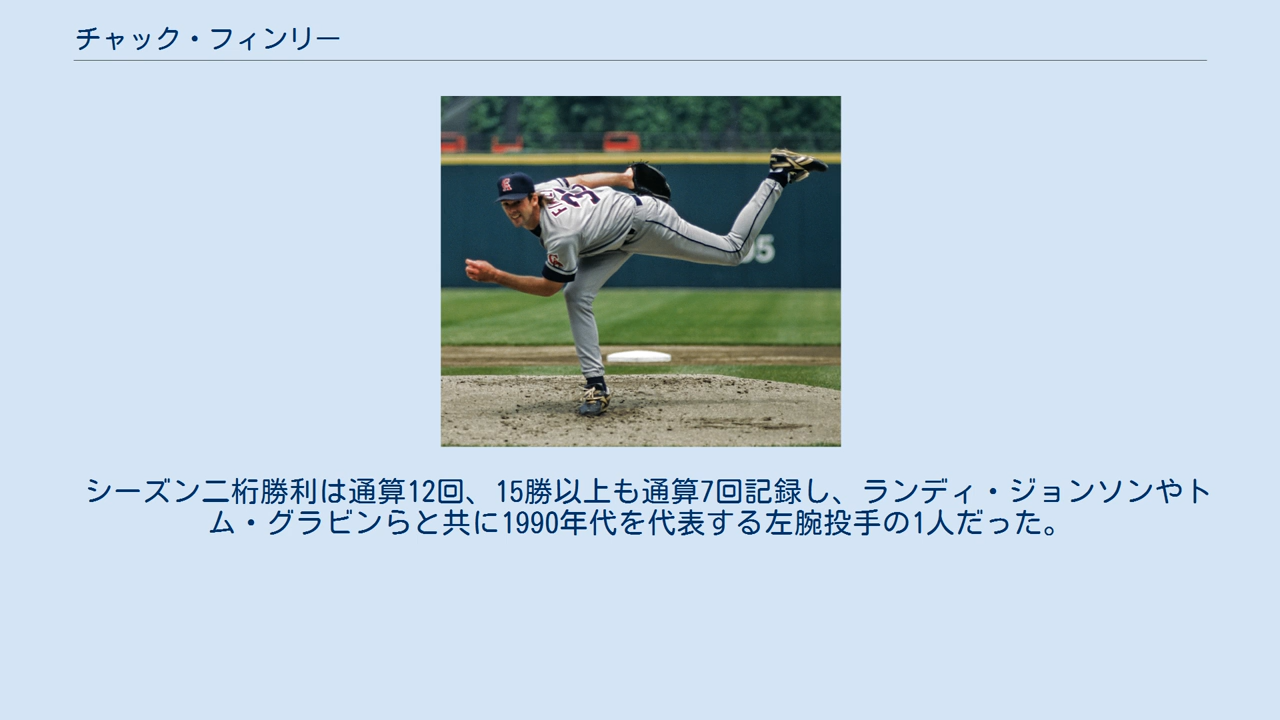 チャック・フィンリー
シーズン二桁勝利は通算12回、15勝以上も通算7回記録し、ランディ・ジョンソンやト
ム・グラビンらと共に1990年代を代表する左腕投手の1人だった。